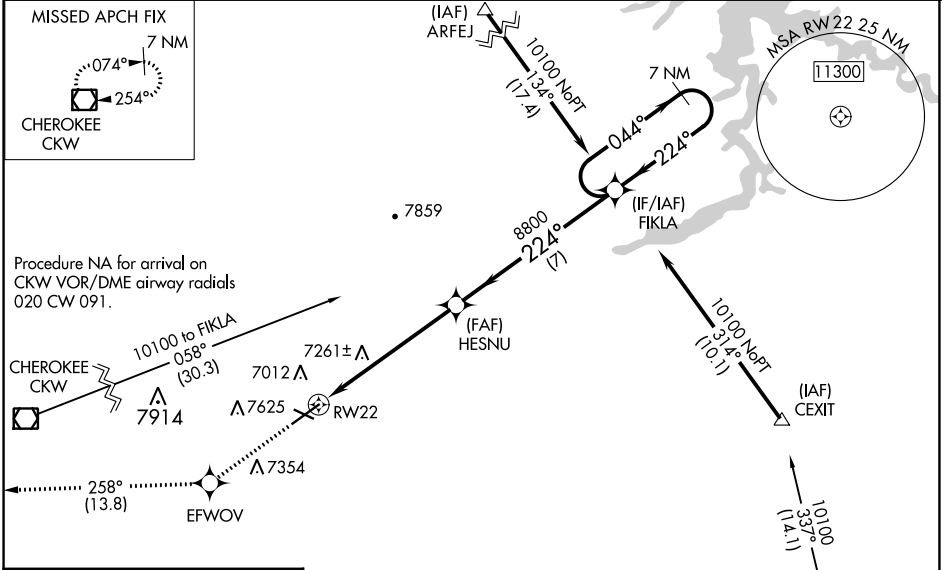 MISSED APCH FIX
7 NM
074°
254°
CHEROKEE
CKW
(IAF)
ARFEJ
10100 NoPT
134°
(17.4)
7 NM
044°
224°
MSA RW 22 25 NM
11300
(IF/IAF)
FIKLA
7859
8800
224°
(7)
Procedure NA for arrival on
CKW VOR/DME airway radials
020 CW 091.
10100 to FIKLA
058°
(30.3)
CHEROKEE
CKW
7914
(FAF)
HESNU
7261±
7012
7625
RW22
7354
10100 NoPT
314°
(10.1)
(IAF)
CEXIT
258°
(13.8)
EFWOV
10100
337°
(14.1)